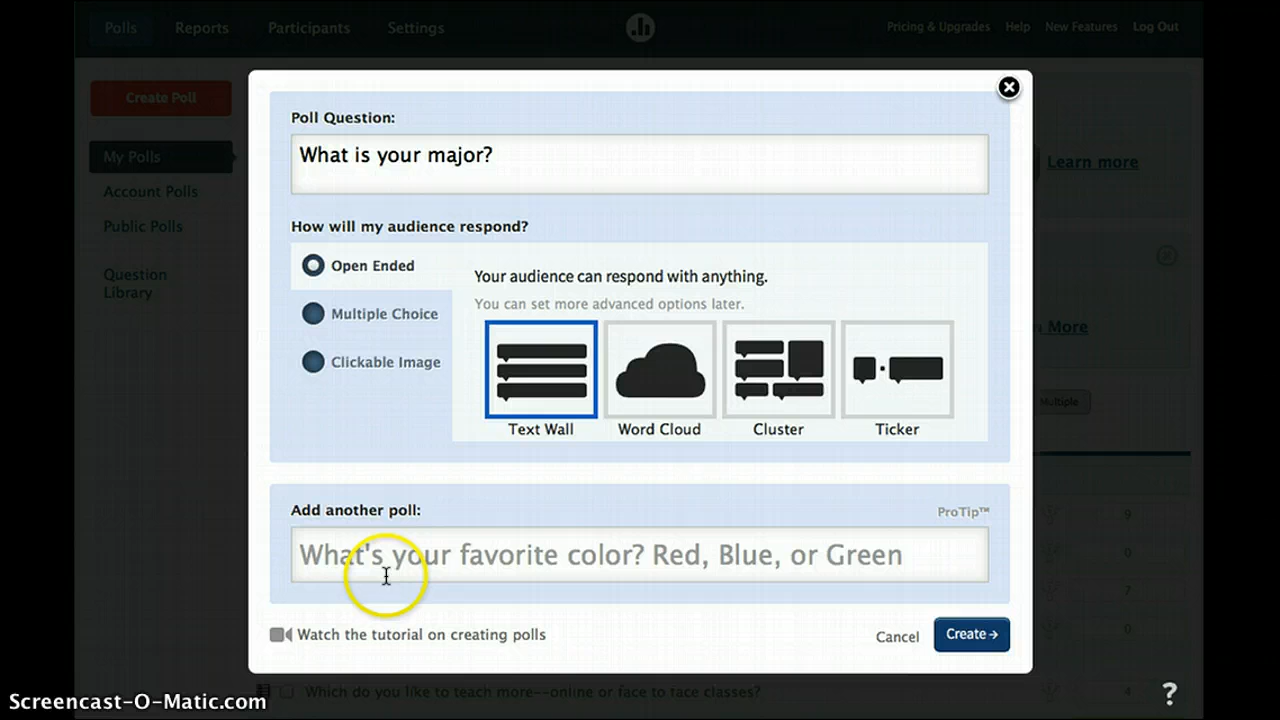 Polls Reports Participants Settings Pricing & Upgrades Help New Features Log Out
Create Poll
My Polls
Account Polls
Public Polls
Question
Library
Learn more
More
Multiple
Poll Question:
What is your major?
How will my audience respond?
Open Ended
Multiple Choice
Clickable Image
Your audience can respond with anything.
You can set more advanced options later.
Text Wall Word Cloud Cluster Ticker
Add another poll:
ProTip™
What's your favorite color? Red, Blue, or Green
Watch the tutorial on creating polls
Cancel Create→
9
0
7
0
Which do you like to teach more--online or face to face classes?
4
?
Screencast-O-Matic.com